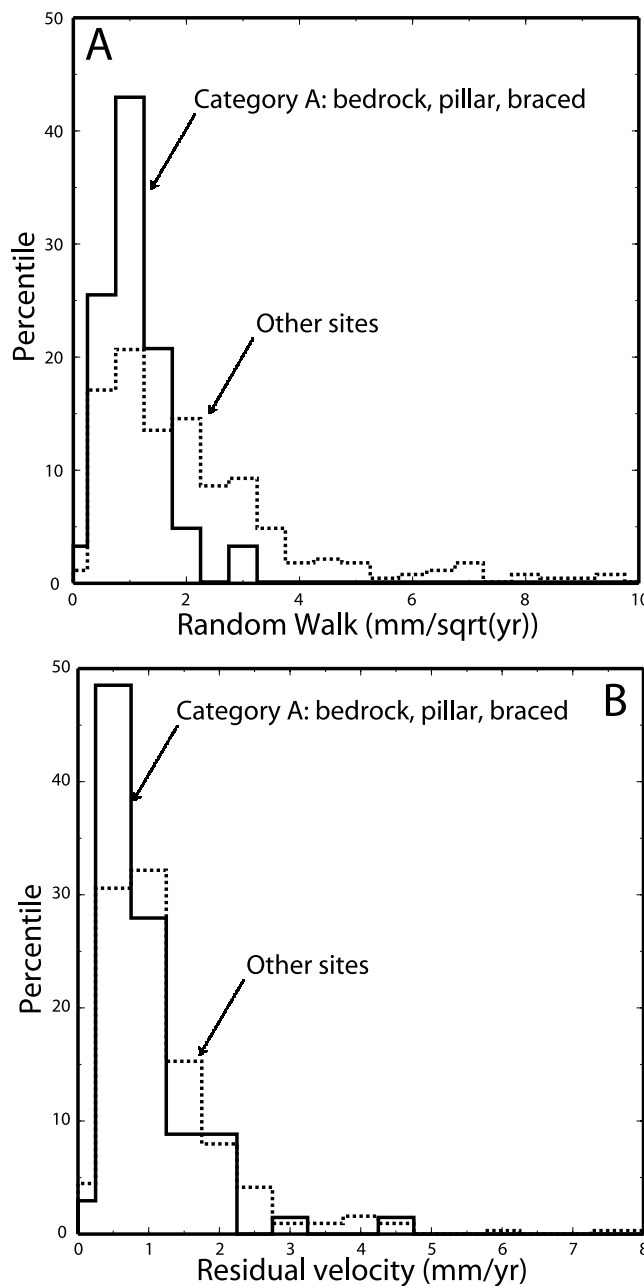 50
A
Category A: bedrock, pillar, braced
40
Percentile
30
Other sites
20
10
0
0 2 4 6 8 10
Random Walk (mm/sqrt(yr))
50
Category A: bedrock, pillar, braced
B
40
Percentile
30
Other sites
20
10
0
0 1 2 3 4 5 6 7 8
Residual velocity (mm/yr)